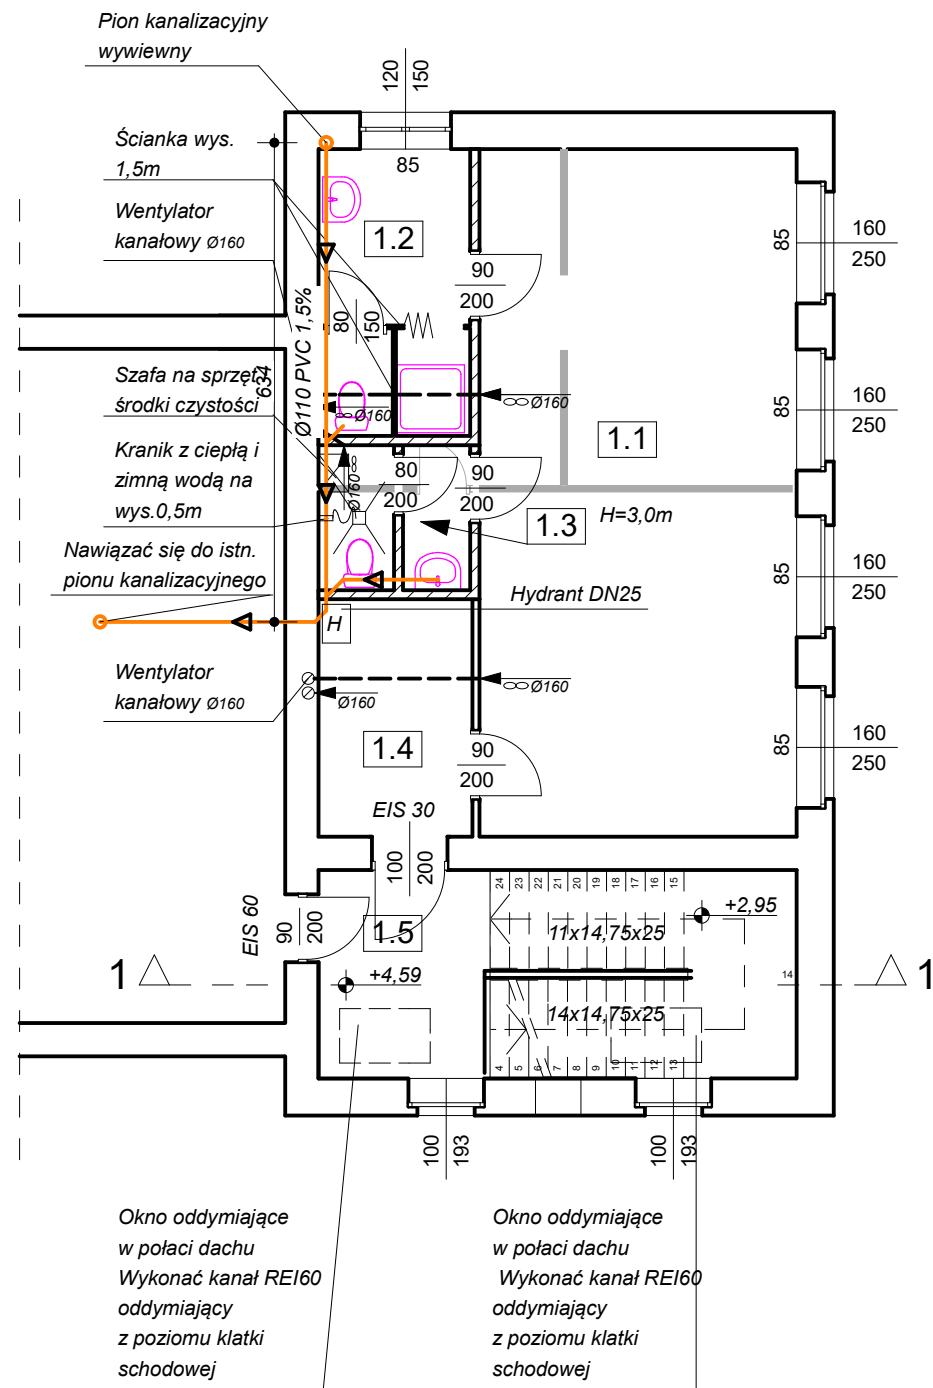 Pion kanalizacyjny
wywiewny
120
150
Ścianka wys.
1,5m
85
Wentylator
kanałowy Ø160
1.2
90
200
85
160
250
Ø110 PVC 1,5%
634
80
150
Szafa na sprzęt i
środki czystości
Ø160
Ø160
85
160
250
1.1
Kranik z ciepłą i
zimną wodą na
wys.0,5m
Ø160
80
200
90
200
1.3
H=3,0m
Nawiązać się do istn.
pionu kanalizacyjnego
85
160
250
Hydrant DN25
H
Wentylator
kanałowy Ø160
Ø160
Ø160
1.4
90
200
85
160
250
EIS 30
100
200
24
23
22
21
20
19
18
17
16
15
EIS 60
90
200
1.5
11x14,75x25
+2,95
1
+4,59
14
1
14x14,75x25
4
5
6
7
8
9
10
11
12
13
100
193
100
193
Okno oddymiające
w połaci dachu
Wykonać kanał REI60
oddymiający
z poziomu klatki
schodowej
Okno oddymiające
w połaci dachu
Wykonać kanał REI60
oddymiający
z poziomu klatki
schodowej